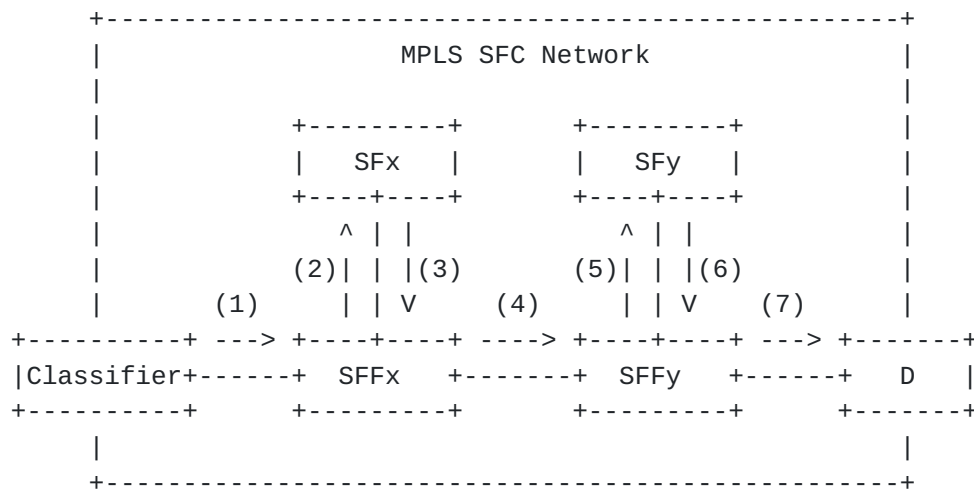 MPLS SFC Network
SFx SFy
(2) (3) (5) (6)
(1) V (4) V (7)
Classifier SFFx SFFy D